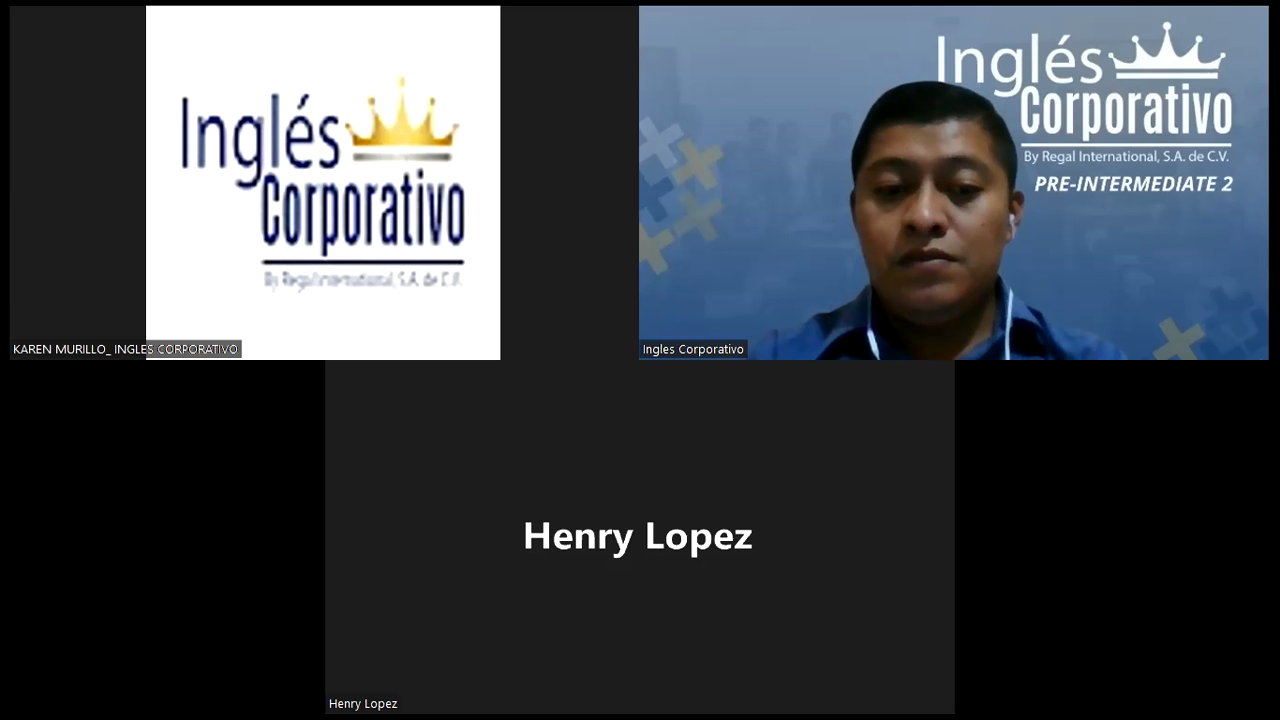 Inglés
Corporativo
By Regal International, S.A. de C.V.
KAREN MURILLO_ INGLES CORPORATIVO
Inglés
Corporativo
By Regal International, S.A. de C.V.
PRE-INTERMEDIATE 2
Ingles Corporativo
Henry Lopez
Henry Lopez